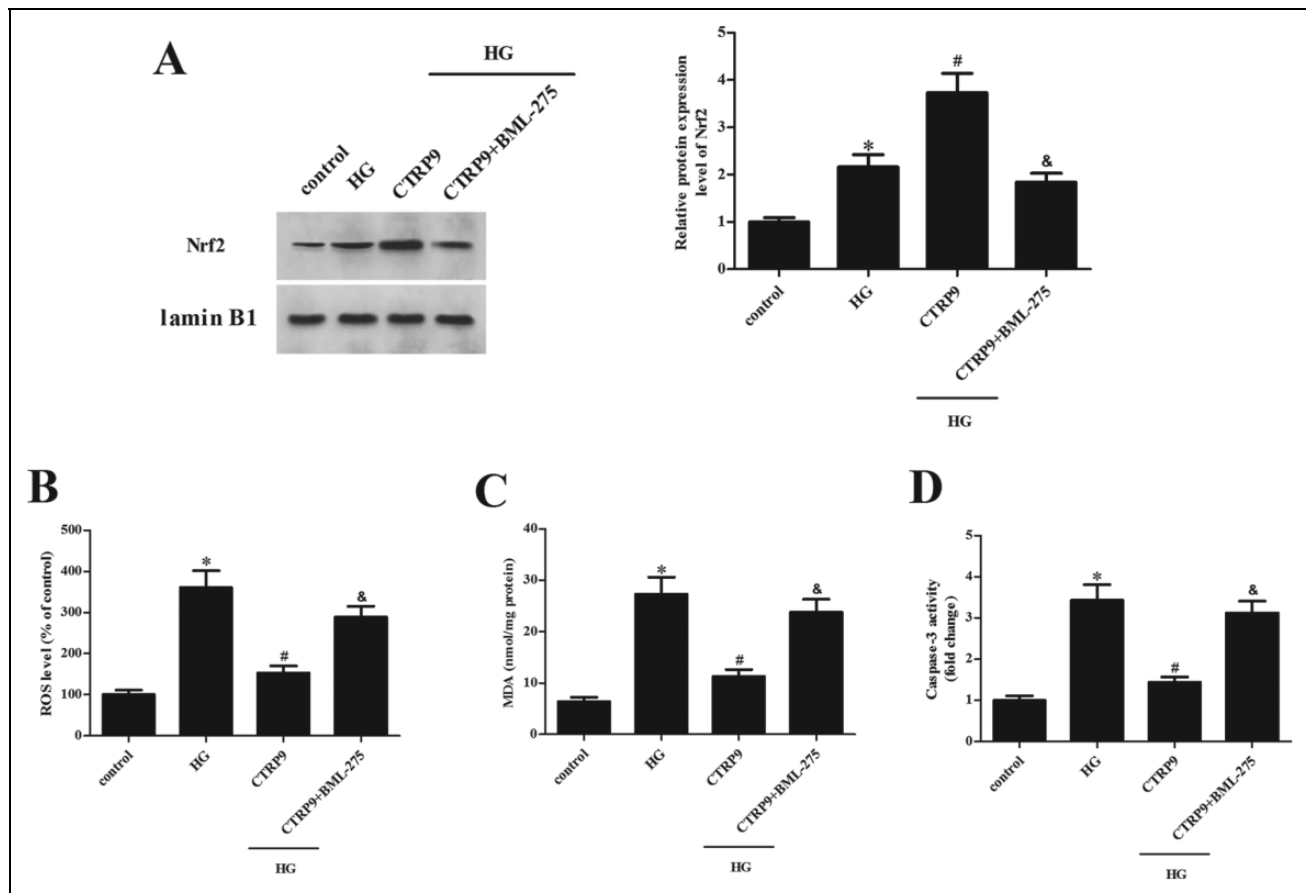 A
HG
control
HG
CTRP9
CTRP9+BML-275
Nrf2
lamin B1
Relative protein expression
level of Nrf2
5
4
3
2
1
0
*
#
&
control
HG
CTRP9
CTRP9+BML-275
HG
B
ROS level (% of control)
500
400
300
200
100
0
*
#
&
control
HG
CTRP9
CTRP9+BML-275
HG
C
MDA (nmol/mg protein)
40
30
20
10
0
*
#
&
control
HG
CTRP9
CTRP9+BML-275
HG
D
Caspase-3 activity
(fold change)
5
4
3
2
1
0
*
#
&
control
HG
CTRP9
CTRP9+BML-275
HG